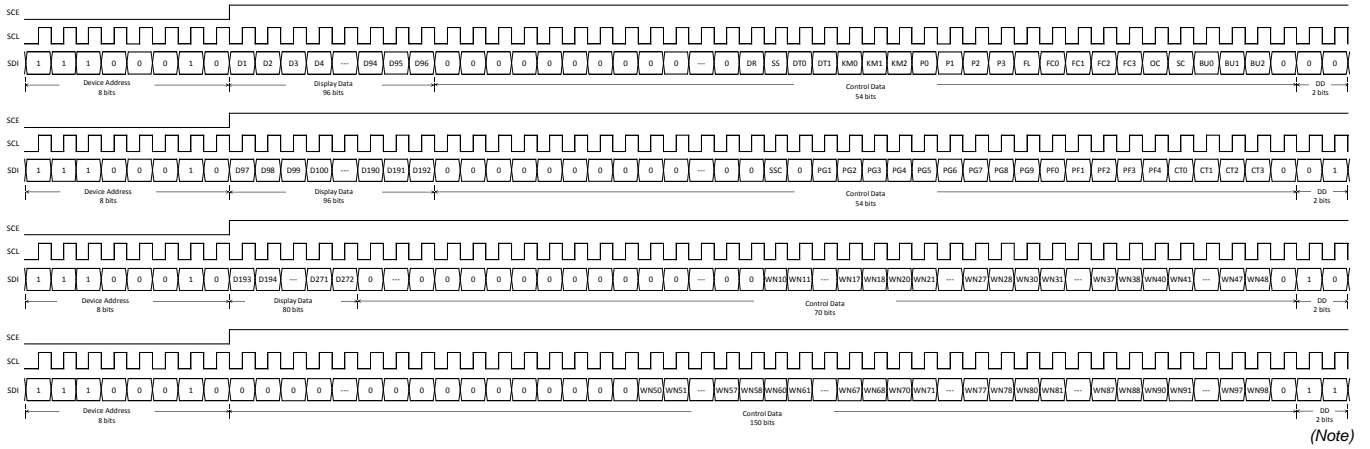 SCE
SCL
SDI 1 1 1 0 0 0 1 0 D1 D2 D3 D4 --- D94 D95 D96 0 0 0 0 0 0 0 0 0 0 --- 0 DR SS DT0 DT1 KM0 KM1 KM2 P0 P1 P2 P3 FL FC0 FC1 FC2 FC3 OC SC BU0 BU1 BU2 0 0 0
Device Address Display Data Control Data DD
8 bits 96 bits 54 bits 2 bits
SCE
SCL
SDI 1 1 1 0 0 0 1 0 D97 D98 D99 D100 --- D190 D191 D192 0 0 0 0 0 0 0 0 0 0 --- 0 0 SSC 0 PG1 PG2 PG3 PG4 PG5 PG6 PG7 PG8 PG9 PF0 PF1 PF2 PF3 PF4 CT0 CT1 CT2 CT3 0 0 1
Device Address Display Data Control Data DD
8 bits 96 bits 54 bits 2 bits
SCE
SCL
SDI 1 1 1 0 0 0 1 0 D193 D194 --- D271 D272 0 --- 0 0 0 0 0 0 0 0 0 0 0 --- 0 0 WN10 WN11 --- WN17 WN18 WN20 WN21 --- WN27 WN28 WN30 WN31 --- WN37 WN38 WN40 WN41 --- WN47 WN48 0 1 0
Device Address Display Data Control Data DD
8 bits 80 bits 70 bits 2 bits
SCE
SCL
SDI 1 1 1 0 0 0 1 0 0 0 0 0 --- 0 0 0 0 0 0 0 0 0 0 0 WN50 WN51 --- WN57 WN58 WN60 WN61 --- WN67 WN68 WN70 WN71 --- WN77 WN78 WN80 WN81 --- WN87 WN88 WN90 WN91 --- WN97 WN98 0 1 1
Device Address Control Data DD
8 bits 150 bits 2 bits
(Note)